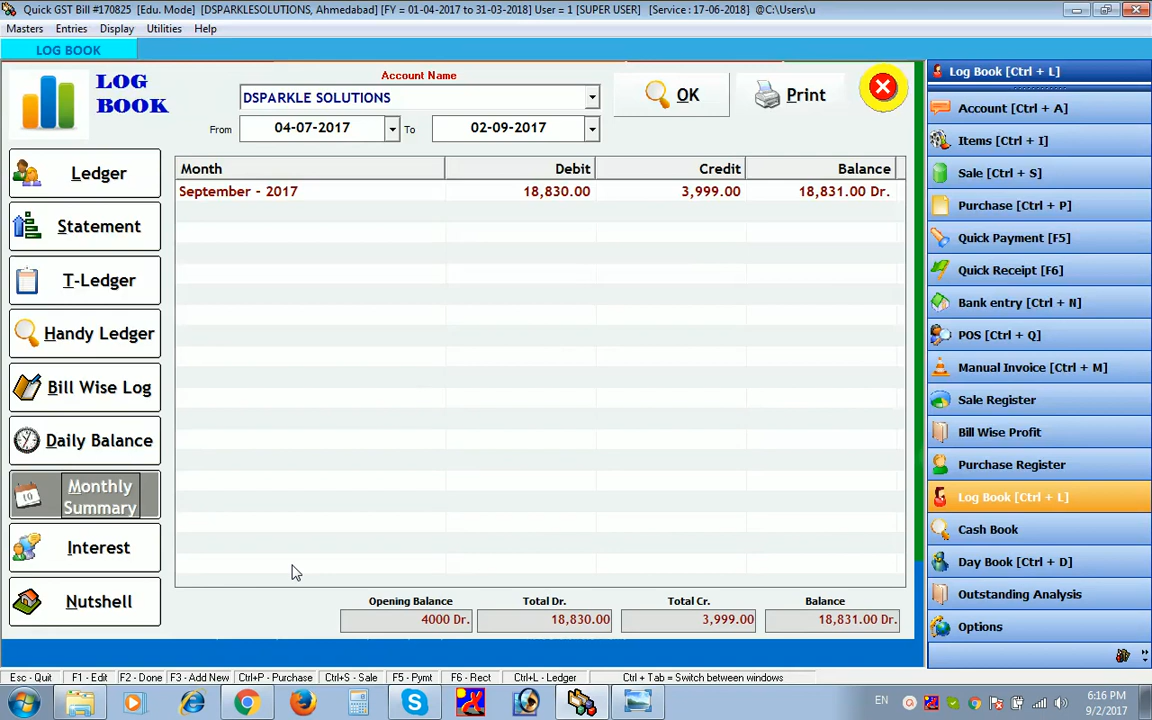 Quick GST Bill #170825 [Edu. Mode] [DSPARKLESOLUTIONS, Ahmedabad] [FY = 01-04-2017 to 31-03-2018] User = 1 [SUPER USER] [Service : 17-06-2018] @C:\Users\u
Masters Entries Display Utilities Help
LOG BOOK
LOG BOOK
Account Name
DSPARKLE SOLUTIONS
OK
Print
From 04-07-2017 To 02-09-2017
Ledger
Statement
T-Ledger
Handy Ledger
Bill Wise Log
Daily Balance
Monthly Summary
Interest
Nutshell
Month Debit Credit Balance
September - 2017 18,830.00 3,999.00 18,831.00 Dr.
Opening Balance Total Dr. Total Cr. Balance
4000 Dr. 18,830.00 3,999.00 18,831.00 Dr.
Log Book [Ctrl + L]
Account [Ctrl + A]
Items [Ctrl + I]
Sale [Ctrl + S]
Purchase [Ctrl + P]
Quick Payment [F5]
Quick Receipt [F6]
Bank entry [Ctrl + N]
POS [Ctrl + Q]
Manual Invoice [Ctrl + M]
Sale Register
Bill Wise Profit
Purchase Register
Log Book [Ctrl + L]
Cash Book
Day Book [Ctrl + D]
Outstanding Analysis
Options
Esc - Quit F1 - Edit F2 - Done F3 - Add New Ctrl+P - Purchase Ctrl+S - Sale F5 - Pymt F6 - Rect Ctrl+L - Ledger Ctrl + Tab = Switch between windows
EN 6:16 PM
9/2/2017